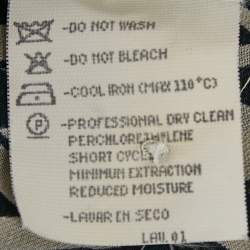 -DO NOT WASH
-DO NOT BLEACH
-COOL IRON (MAX 110°C)
P
-PROFESSIONAL DRY CLEAN
PERCHLORETHYLENE
SHORT CYCLE
MINIMUM EXTRACTION
REDUCED MOISTURE
-LAVAR EN SECO
LAV. 01